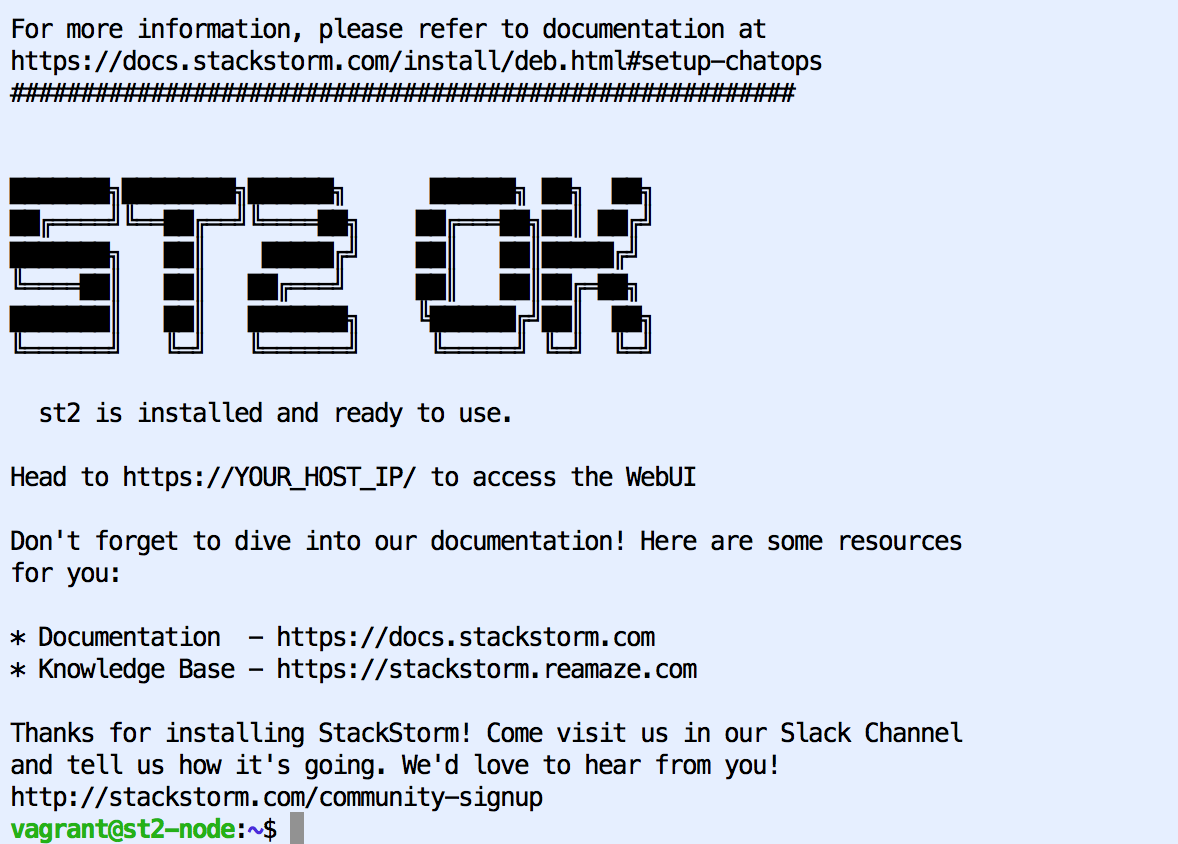 For more information, please refer to documentation at
https://docs.stackstorm.com/install/deb.html#setup-chatops
########################################################
ST2 OK
st2 is installed and ready to use.
Head to https://YOUR_HOST_IP/ to access the WebUI
Don't forget to dive into our documentation! Here are some resources
for you:
* Documentation  - https://docs.stackstorm.com
* Knowledge Base - https://stackstorm.reamaze.com
Thanks for installing StackStorm! Come visit us in our Slack Channel
and tell us how it's going. We'd love to hear from you!
http://stackstorm.com/community-signup
vagrant@st2-node:~$